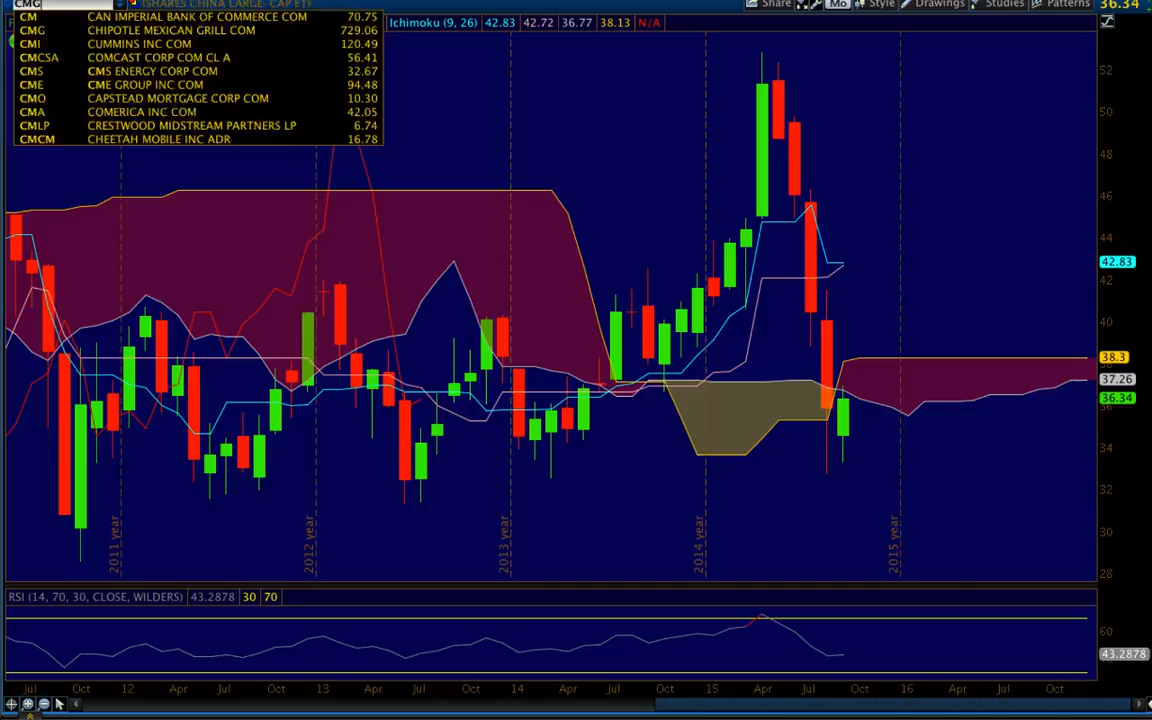 CMG ISHARES CHINA LARGE-CAP ETF Share Mo Style Drawings Studies Patterns 36.34
CM CAN IMPERIAL BANK OF COMMERCE COM 70.75
CMG CHIPOTLE MEXICAN GRILL COM 729.06
CMI CUMMINS INC COM 120.49
CMCSA COMCAST CORP COM CL A 56.41
CMS CMS ENERGY CORP COM 32.67
CME CME GROUP INC COM 94.48
CMO CAPSTEAD MORTGAGE CORP COM 10.30
CMA COMERICA INC COM 42.05
CMLP CRESTWOOD MIDSTREAM PARTNERS LP 6.74
CMCM CHEETAH MOBILE INC ADR 16.78
Ichimoku (9, 26) 42.83 42.72 36.77 38.13 N/A
52
50
48
46
44
42.83
42
40
38.3
37.26
36.34
34
32
30
28
2011 year 2012 year 2013 year 2014 year 2015 year
RSI (14, 70, 30, CLOSE, WILDERS) 43.2878 30 70
60
43.2878
Jul Oct 12 Apr Jul Oct 13 Apr Jul Oct 14 Apr Jul Oct 15 Apr Jul Oct 16 Apr Jul Oct